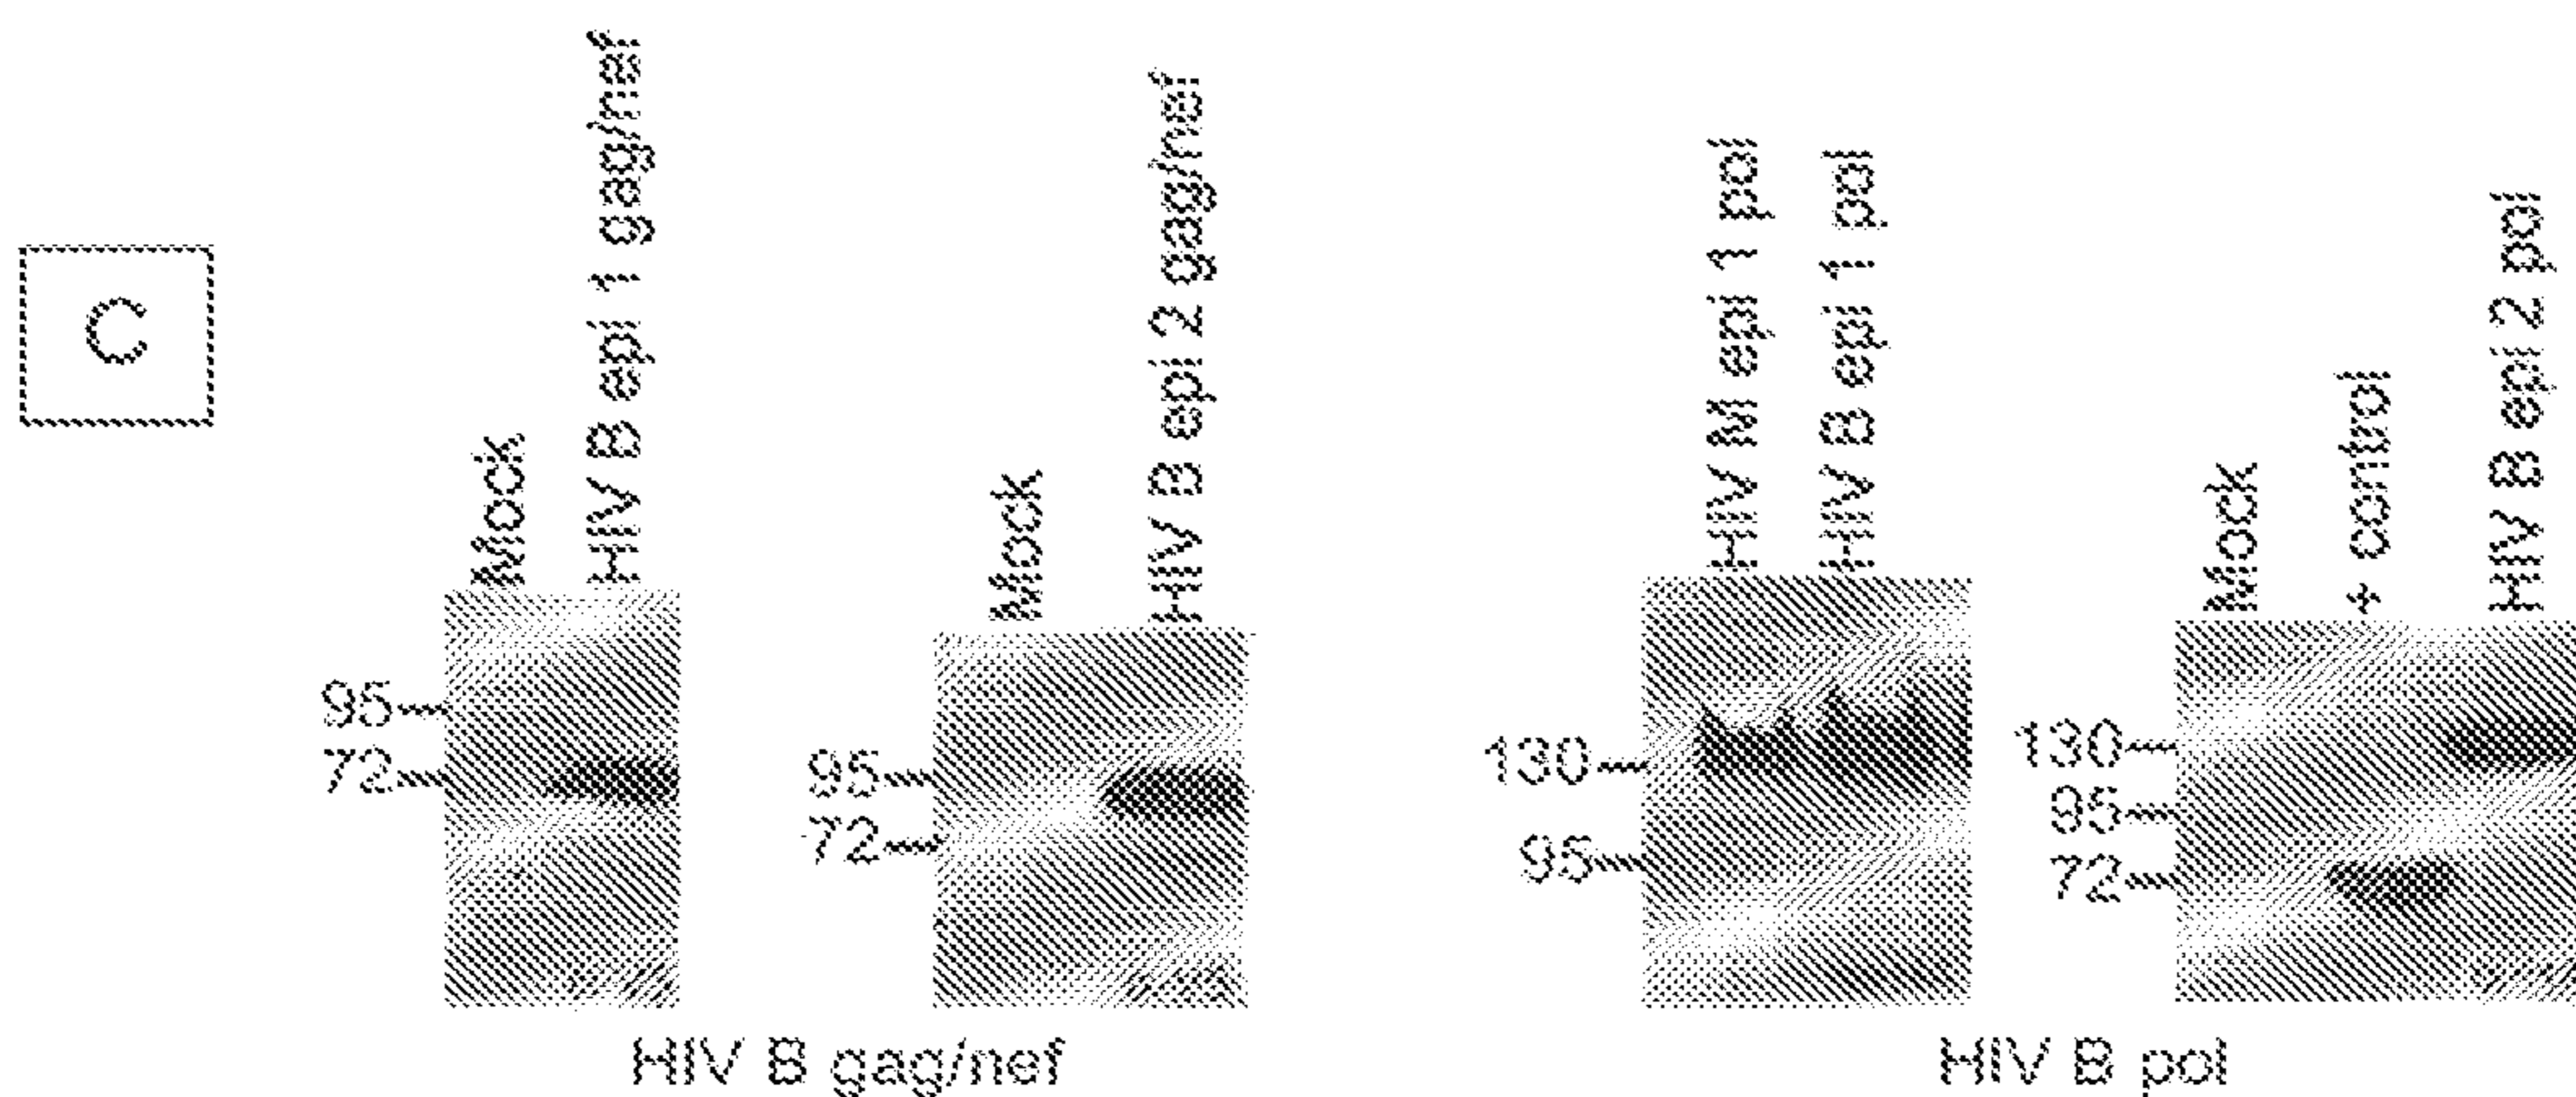 C
Mock
HIV B epi 1 gag/nef
95
72
Mock
HIV B epi 2 gag/nef
95
72
HIV B gag/nef
HIV M epi 1 pol
HIV B epi 1 pol
130
95
Mock
+ control
HIV B epi 2 pol
130
95
72
HIV B pol